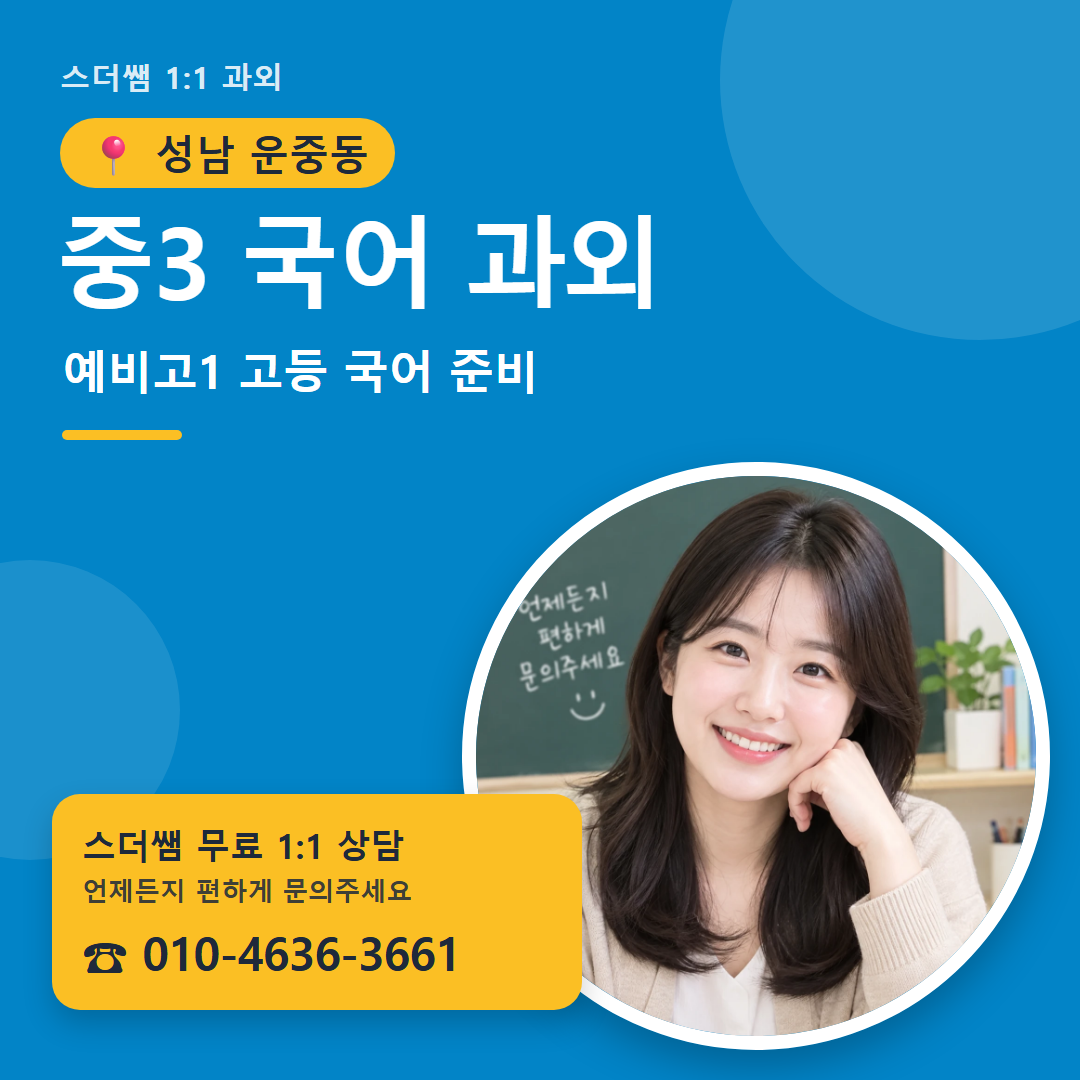 스더쌤 1:1 과외
📍 성남 운중동
중3 국어 과외
예비고1 고등 국어 준비
언제든지
편하게
문의주세요
스더쌤 무료 1:1 상담
언제든지 편하게 문의주세요
☎ 010-4636-3661